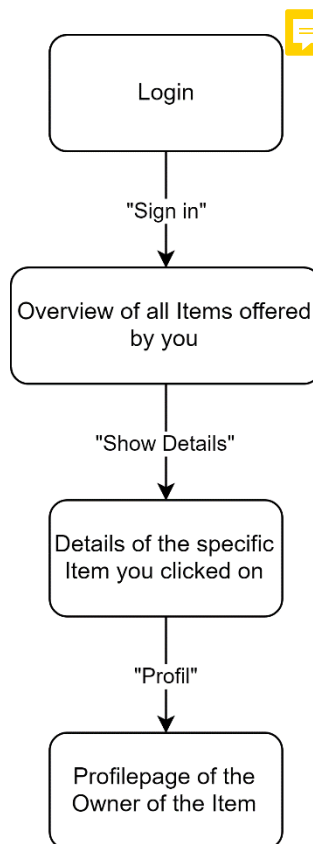 Login
"Sign in"
Overview of all Items offered
by you
"Show Details"
Details of the specific
Item you clicked on
"Profil"
Profilepage of the
Owner of the Item